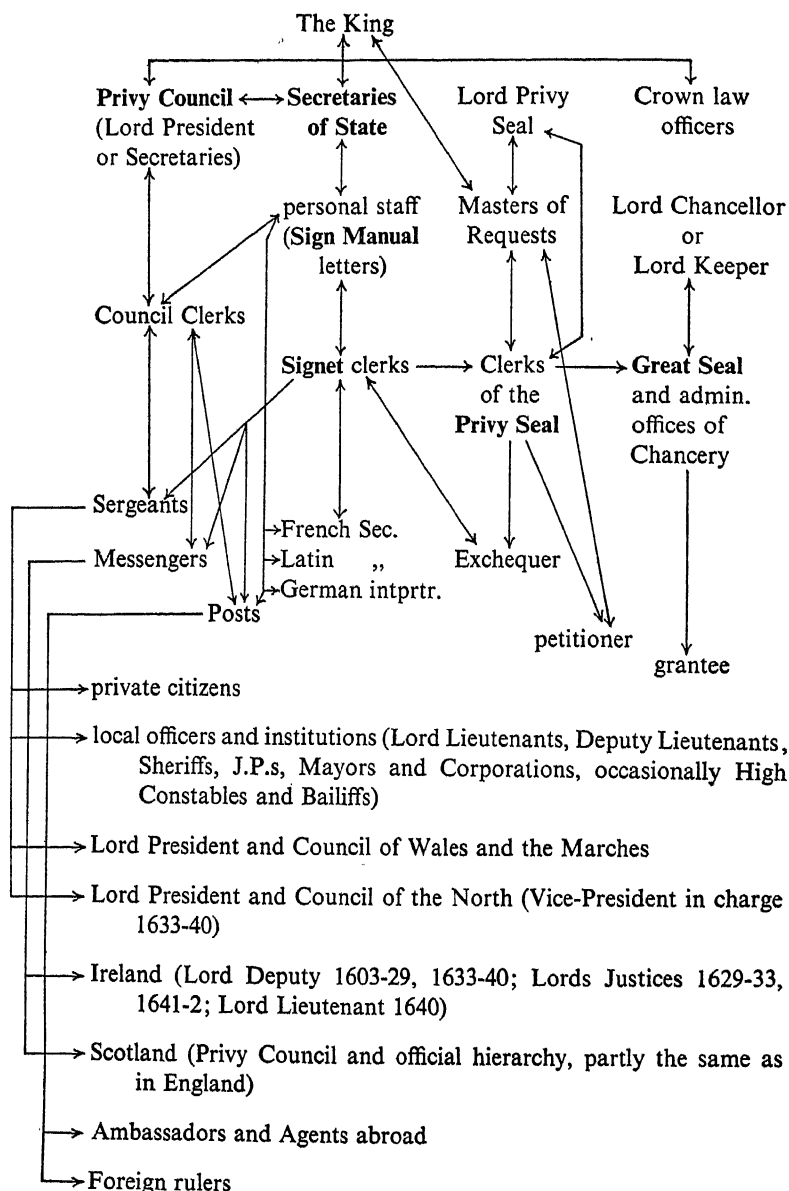 The King
Privy Council
(Lord President
or Secretaries)
Secretaries
of State
Lord Privy
Seal
Crown law
officers
personal staff
(Sign Manual
letters)
Masters of
Requests
Lord Chancellor
or
Lord Keeper
Council Clerks
Signet clerks
Clerks
of the
Privy Seal
Great Seal
and admin.
offices of
Chancery
Sergeants
Messengers
Posts
French Sec.
Latin „
German intprtr.
Exchequer
petitioner
grantee
private citizens
local officers and institutions (Lord Lieutenants, Deputy Lieutenants,
Sheriffs, J.P.s, Mayors and Corporations, occasionally High
Constables and Bailiffs)
Lord President and Council of Wales and the Marches
Lord President and Council of the North (Vice-President in charge
1633-40)
Ireland (Lord Deputy 1603-29, 1633-40; Lords Justices 1629-33,
1641-2; Lord Lieutenant 1640)
Scotland (Privy Council and official hierarchy, partly the same as
in England)
Ambassadors and Agents abroad
Foreign rulers